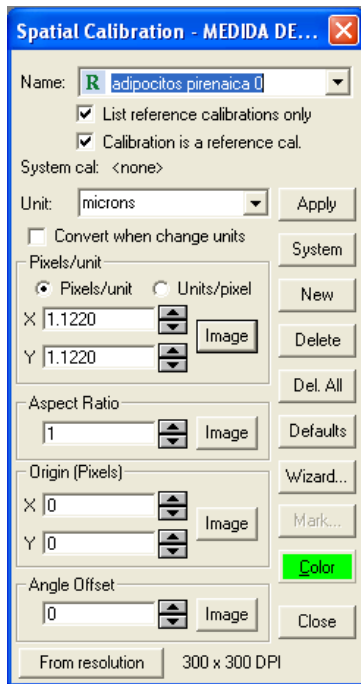 Spatial Calibration - MEDIDA DE...
Name: R adipocitos pirenaica 0
List reference calibrations only
Calibration is a reference cal.
System cal: <none>
Unit: microns
Apply
Convert when change units
System
Pixels/unit
Pixels/unit Units/pixel
New
X 1.1220
Image
Y 1.1220
Delete
Del. All
Aspect Ratio
1 Image
Defaults
Origin (Pixels)
Wizard...
X 0
Image
Mark...
Y 0
Color
Angle Offset
0 Image
Close
From resolution 300 x 300 DPI